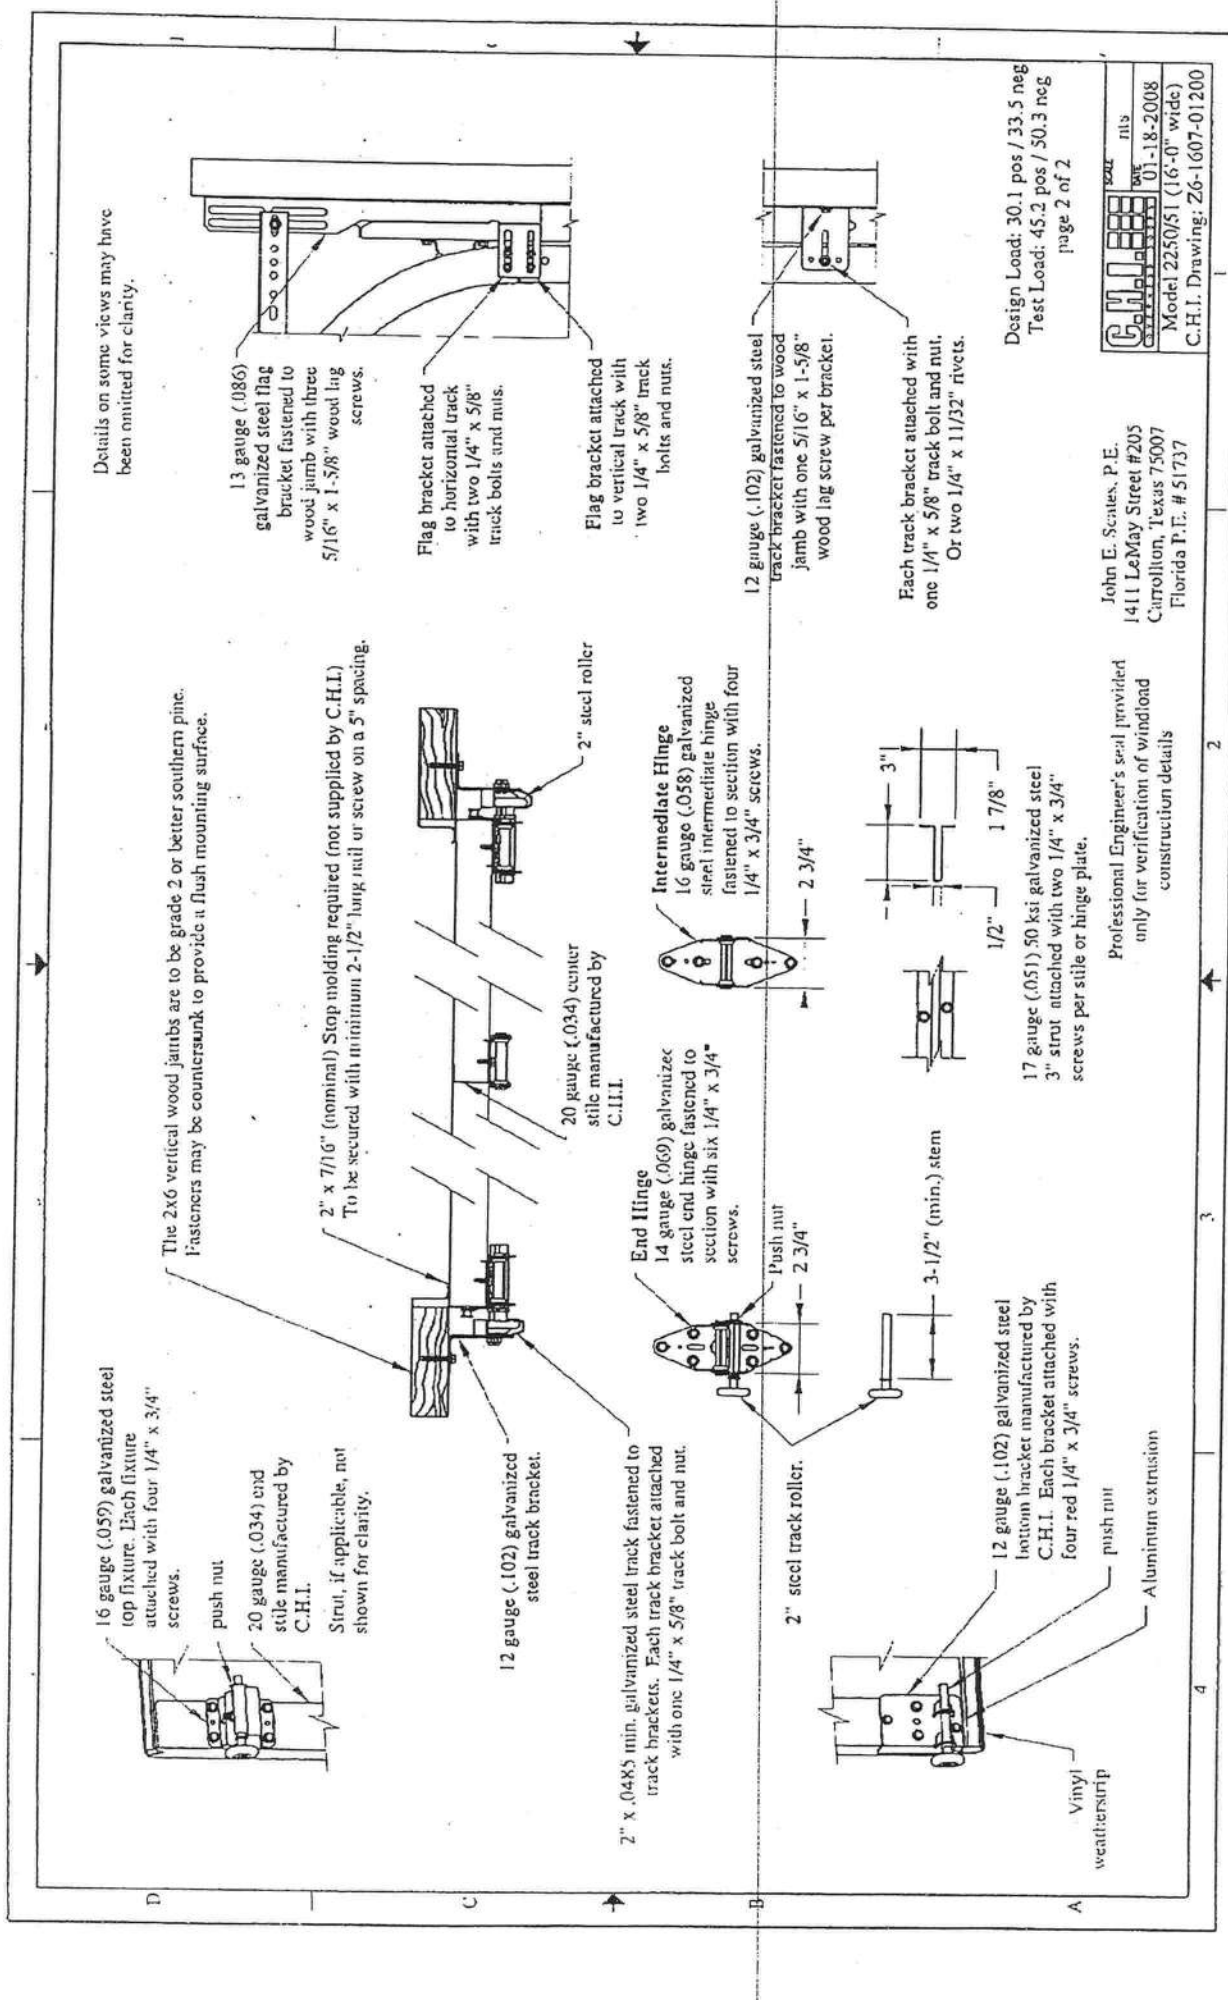 Details on some views may have
been omitted for clarity.
16 gauge (.059) galvanized steel
top fixture. Each fixture
attached with four 1/4" x 3/4"
screws.
push nut
20 gauge (.034) end
stile manufactured by
C.H.I.
Strut, if applicable, not
shown for clarity.
The 2x6 vertical wood jambs are to be grade 2 or better southern pine.
Fasteners may be countersunk to provide a flush mounting surface.
2" x 7/16" (nominal) Stop molding required (not supplied by C.H.I.)
To be secured with minimum 2-1/2" long nail or screw on a 5" spacing.
13 gauge (.086)
galvanized steel flag
bracket fastened to
wood jamb with three
5/16" x 1-5/8" wood lag
screws.
Flag bracket attached
to horizontal track
with two 1/4" x 5/8"
track bolts and nuts.
Flag bracket attached
to vertical track with
two 1/4" x 5/8" track
bolts and nuts.
12 gauge (.102) galvanized
steel track bracket.
20 gauge (.034) center
stile manufactured by
C.H.I.
2" steel roller
2" x .0485 min. galvanized steel track fastened to
track brackets. Each track bracket attached
with one 1/4" x 5/8" track bolt and nut.
End Hinge
14 gauge (.069) galvanizec
steel end hinge fastened to
section with six 1/4" x 3/4"
screws.
Push nut
2 3/4"
Intermediate Hinge
16 gauge (.058) galvanized
steel intermediate hinge
fastened to section with four
1/4" x 3/4" screws.
2 3/4"
12 gauge (.102) galvanized steel
track bracket fastened to wood
jamb with one 5/16" x 1-5/8"
wood lag screw per bracket.
Each track bracket attached with
one 1/4" x 5/8" track bolt and nut.
Or two 1/4" x 11/32" rivets.
2" steel track roller.
3-1/2" (min.) stem
3"
1/2"
1 7/8"
17 gauge (.051) 50 ksi galvanized steel
3" strut attached with two 1/4" x 3/4"
screws per stile or hinge plate.
12 gauge (.102) galvanized steel
bottom bracket manufactured by
C.H.I. Each bracket attached with
four red 1/4" x 3/4" screws.
push nut
Aluminum extrusion
Vinyl
weatherstrip
Professional Engineer's seal provided
only for verification of windload
construction details
John E. Scates, P.E.
1411 LeMay Street #205
Carrollton, Texas 75007
Florida P.E. # 51737
Design Load: 30.1 pos / 33.5 neg
Test Load: 45.2 pos / 50.3 neg
page 2 of 2
C.H.I.
SCALE
nts
DATE
01-18-2008
Model 2250/51 (16'-0" wide)
C.H.I. Drawing: Z6-1607-01200
D
C
B
A
4
3
2